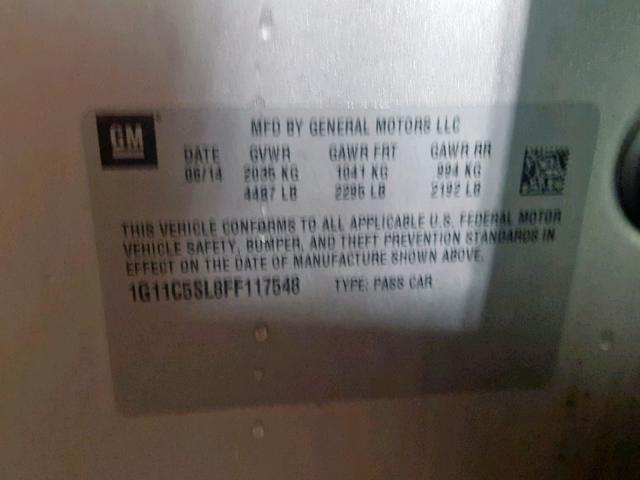 GM
MFD BY GENERAL MOTORS LLC
DATE GVWR GAWR FRT GAWR RR
06/14 2035 KG 1041 KG 994 KG
4487 LB 2295 LB 2192 LB
THIS VEHICLE CONFORMS TO ALL APPLICABLE U.S. FEDERAL MOTOR
VEHICLE SAFETY, BUMPER, AND THEFT PREVENTION STANDARDS IN
EFFECT ON THE DATE OF MANUFACTURE SHOWN ABOVE.
1G11C5SL8FF117548 TYPE: PASS CAR